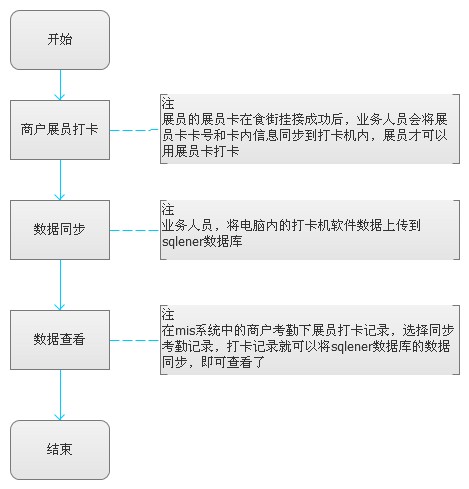 开始
商户展员打卡
注
展员的展员卡在食街挂接成功后，业务人员会将展
员卡卡号和卡内信息同步到打卡机内，展员才可以
用展员卡打卡
数据同步
注
业务人员，将电脑内的打卡机软件数据上传到
sqlener数据库
数据查看
注
在mis系统中的商户考勤下展员打卡记录，选择同步
考勤记录，打卡记录就可以将sqlener数据库的数据
同步，即可查看了
结束